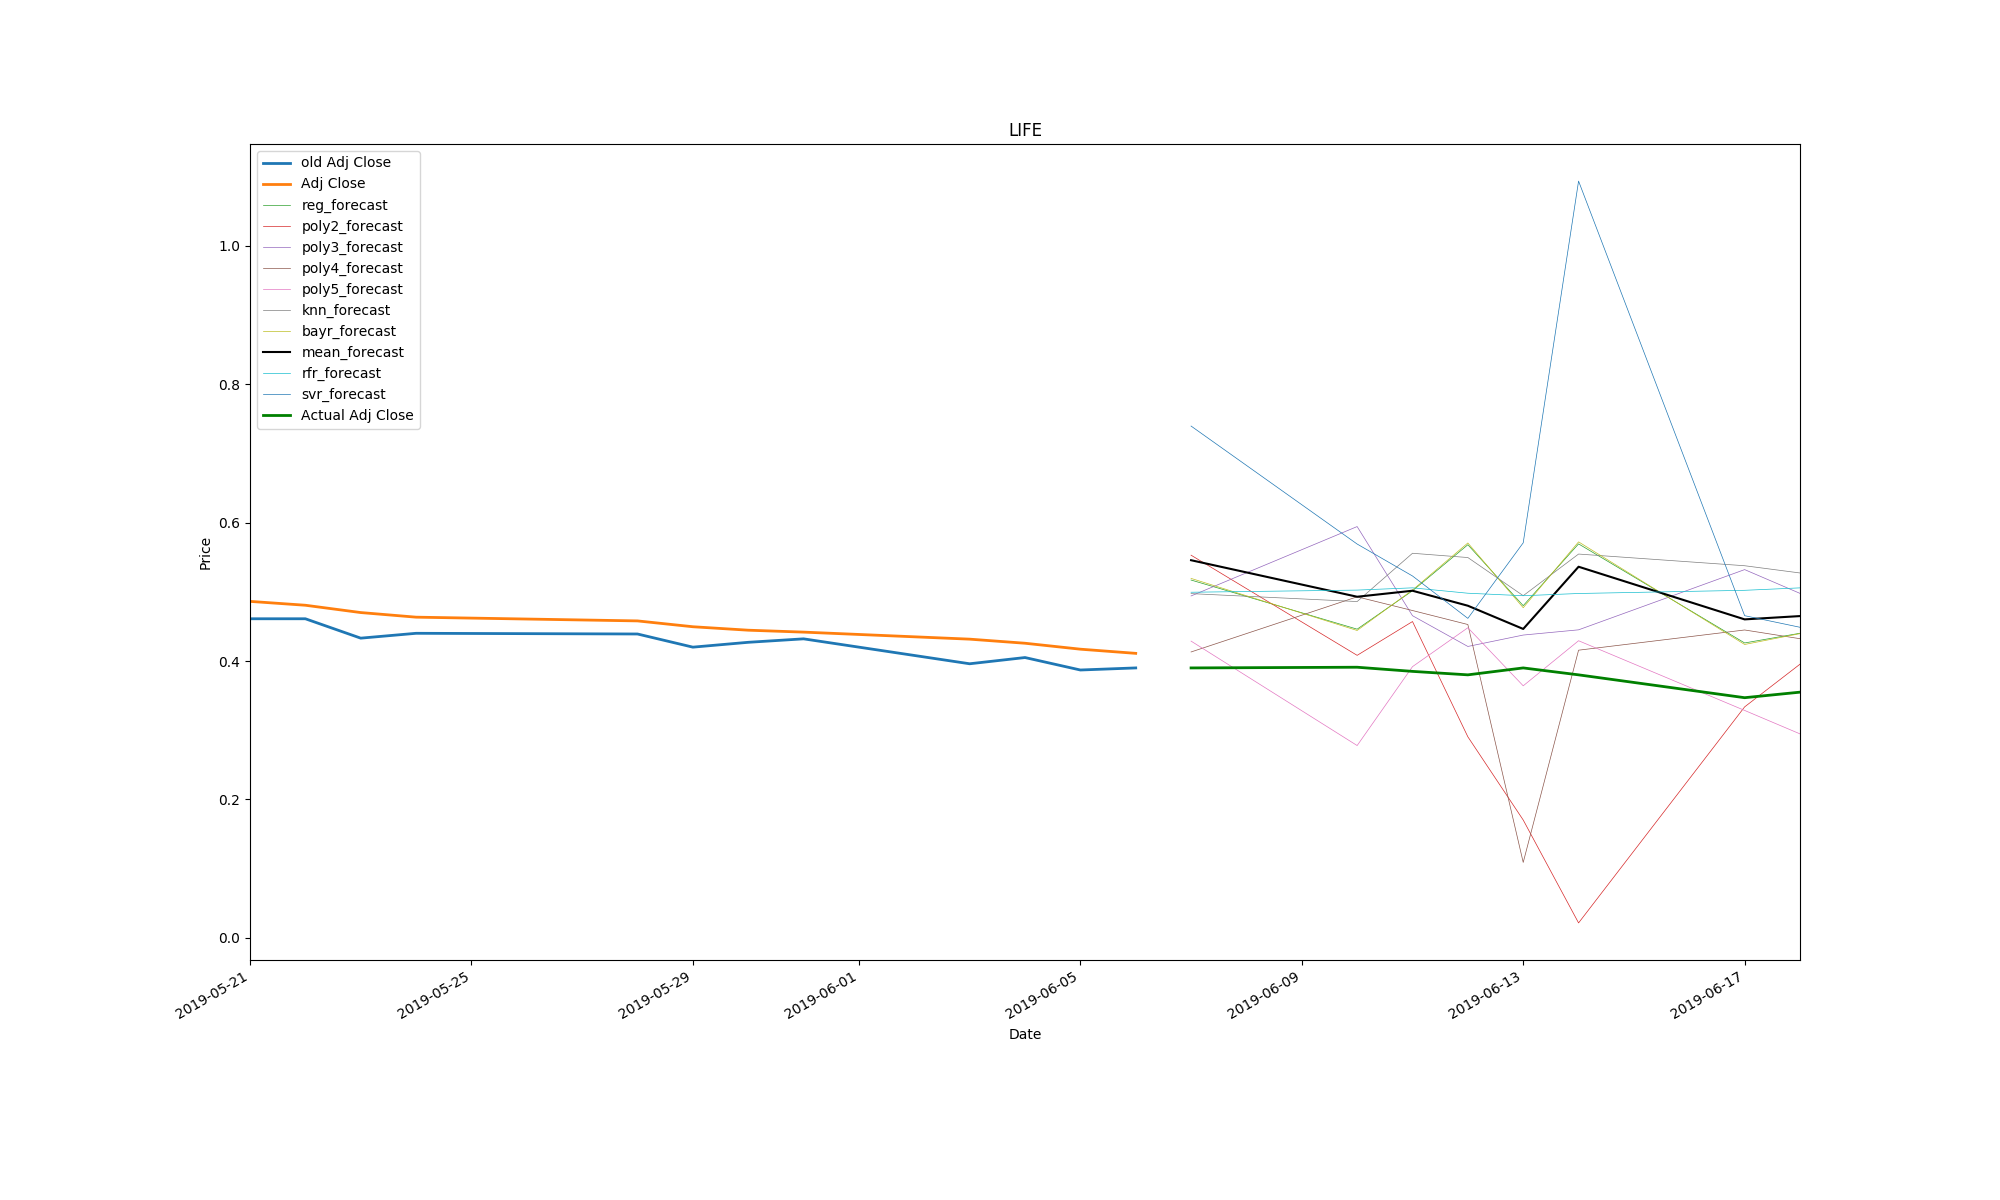 LIFE
old Adj Close
Adj Close
reg_forecast
poly2_forecast
poly3_forecast
poly4_forecast
poly5_forecast
knn_forecast
bayr_forecast
mean_forecast
rfr_forecast
svr_forecast
Actual Adj Close
1.0
0.8
0.6
0.4
0.2
0.0
Price
2019-05-21
2019-05-25
2019-05-29
2019-06-01
2019-06-05
2019-06-09
2019-06-13
2019-06-17
Date